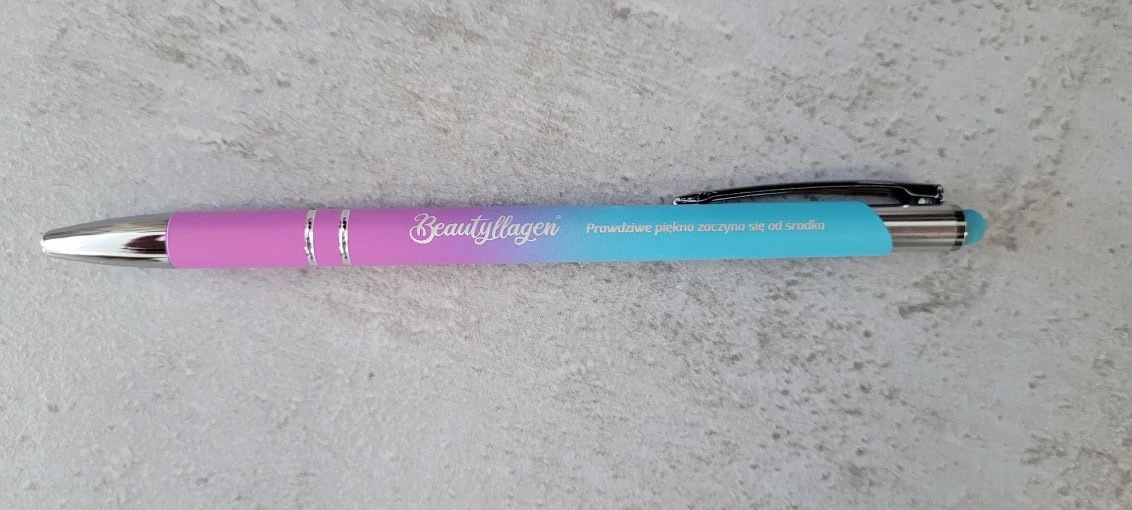 Beautyllagen®
Prawdziwe piękno zaczyna się od środka